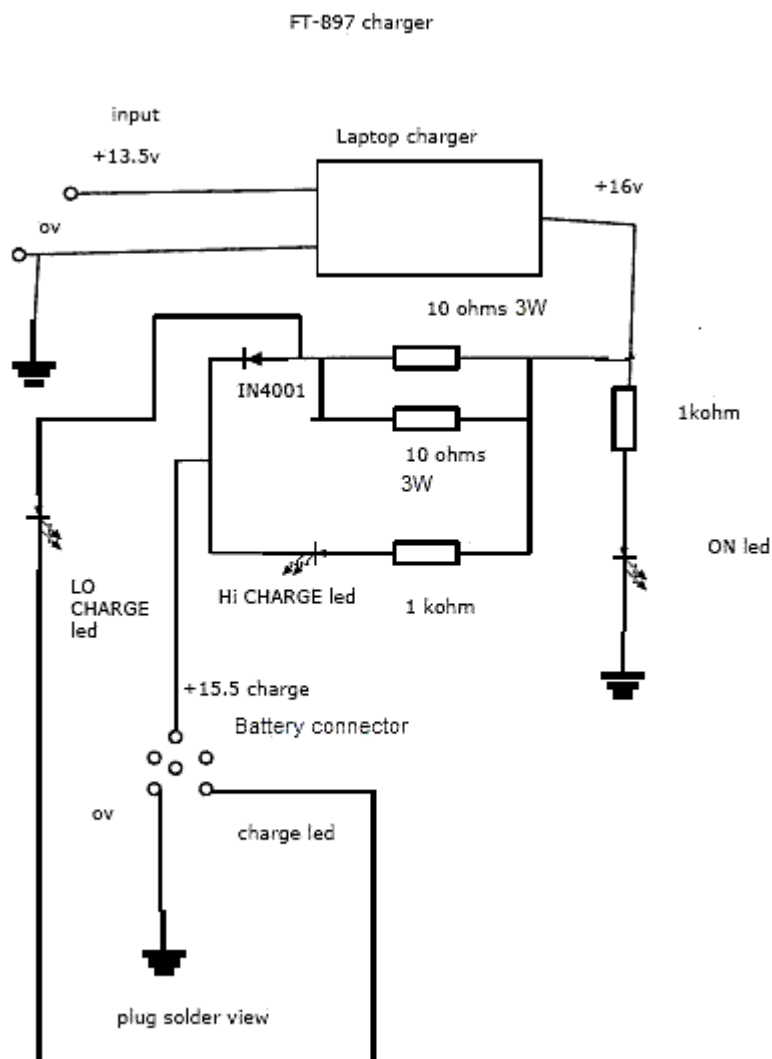 FT-897 charger
input
+13.5v
Laptop charger
+16v
ov
10 ohms 3W
IN4001
1kohm
10 ohms
3W
ON led
LO
CHARGE
led
Hi CHARGE led
1 kohm
+15.5 charge
Battery connector
ov
charge led
plug solder view